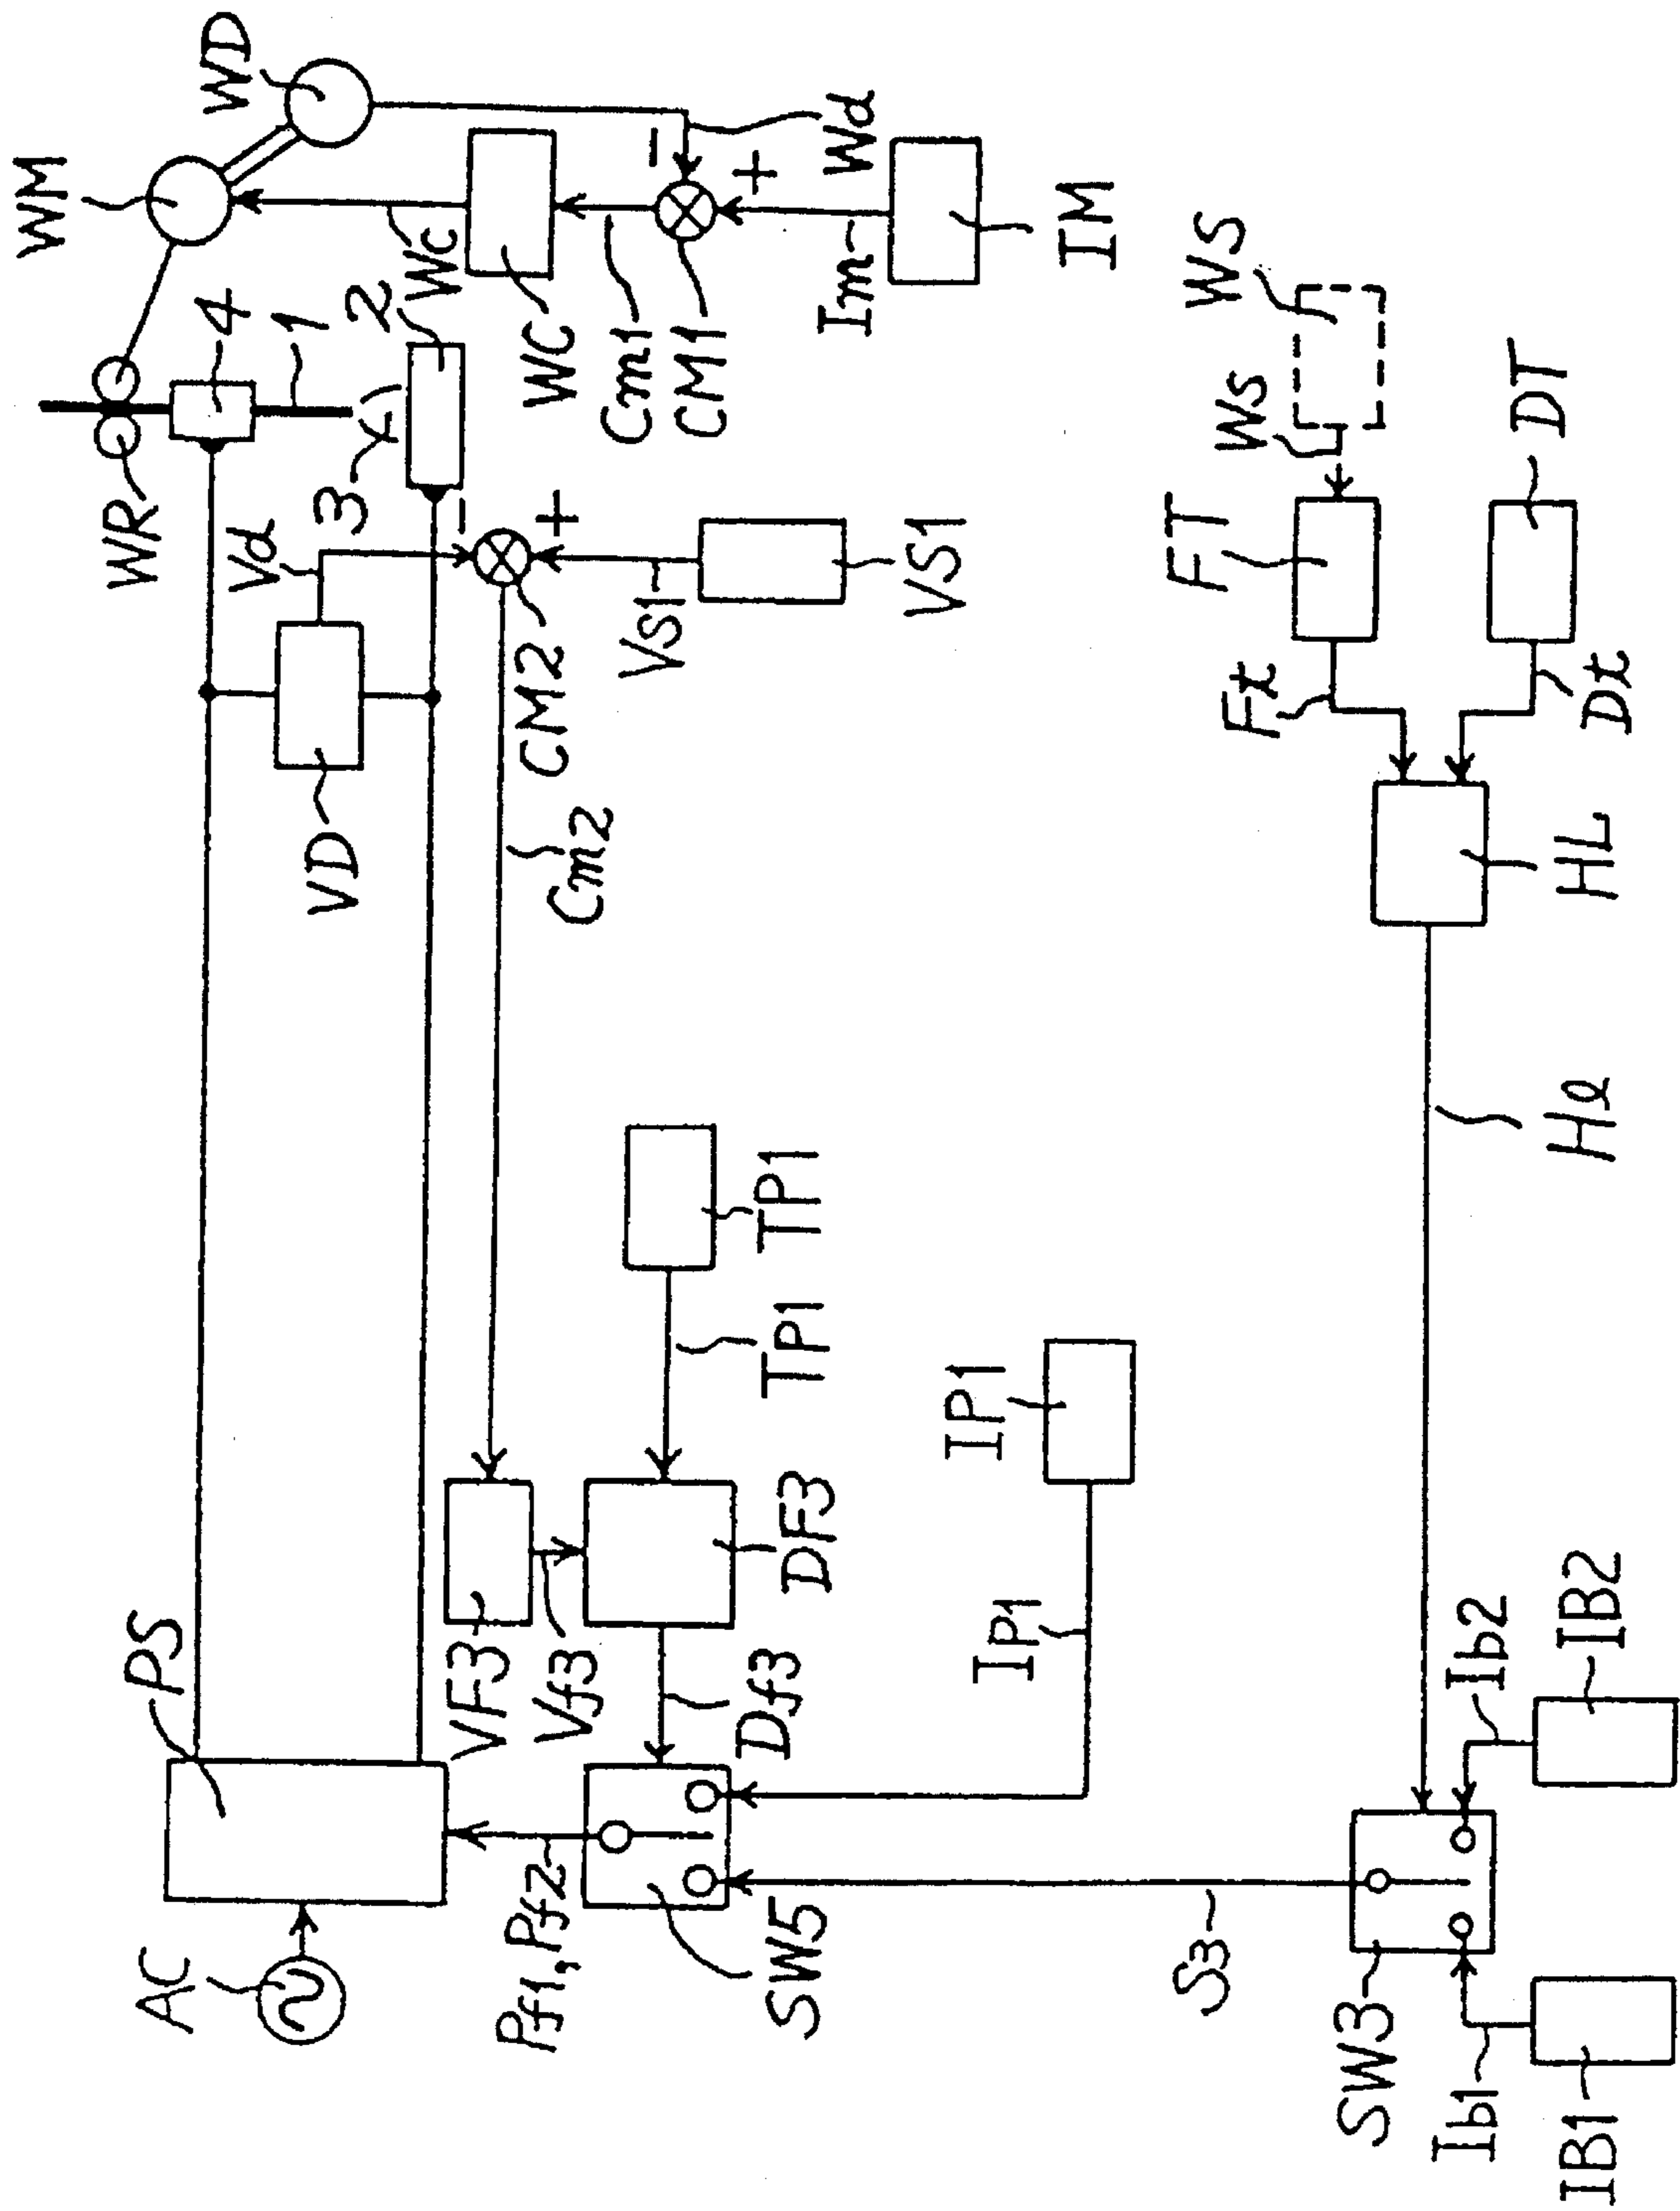 AC
PS
WR
WM
WD
4
1
3
2
Vd
VD
Wc
WC
Wd
−
+
Cm1
CM1
Im
IM
−
+
CM2
Cm2
Vs1
VS1
VF3
Vf3
TP1
TP1
DF3
Df3
Pf1, Pf2
SW5
IP1
IP1
S3
WS
Ws
FT
Ft
DT
Dt
HL
Hl
SW3
Ib1
IB1
Ib2
IB2